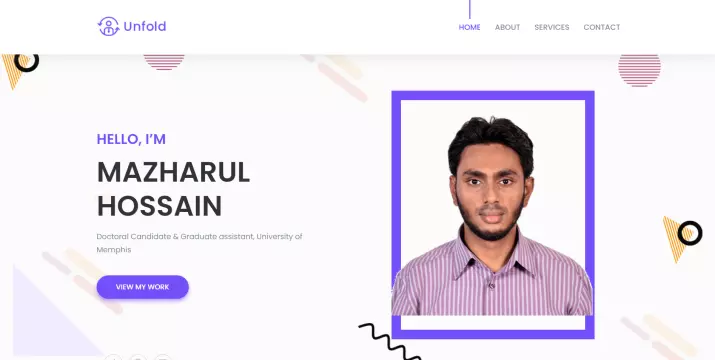 Unfold
HOME ABOUT SERVICES CONTACT
HELLO, I'M
MAZHARUL
HOSSAIN
Doctoral Candidate & Graduate assistant, University of
Memphis
VIEW MY WORK